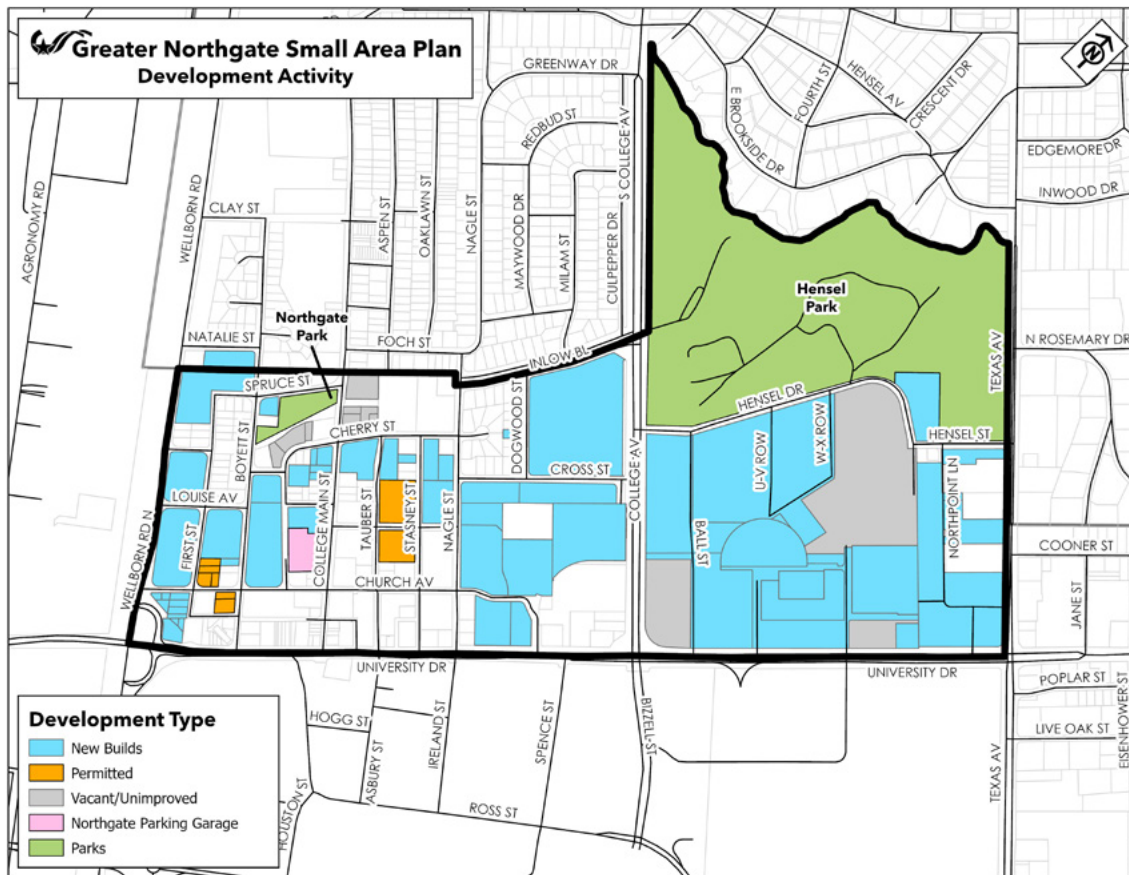 Greater Northgate Small Area Plan
Development Activity
N
GREENWAY DR
REDBUD ST
S COLLEGE AV
E BROOKSIDE DR
FOURTH ST
HENSEL AV
CRESCENT DR
EDGEMORE DR
INWOOD DR
AGRONOMY RD
WELLBORN RD
CLAY ST
ASPEN ST
OAKLAWN ST
NAGLE ST
MAYWOOD DR
MILAM ST
CULPEPPER DR
Northgate
Park
Hensel
Park
NATALIE ST
FOCH ST
INLOW BL
TEXAS AV
N ROSEMARY DR
SPRUCE ST
BOYETT ST
CHERRY ST
DOGWOOD ST
HENSEL DR
HENSEL ST
U-V ROW
W-X ROW
CROSS ST
COLLEGE AV
LOUISE AV
FIRST ST
COLLEGE MAIN ST
TAUBER ST
STASNEY ST
NAGLE ST
BALL ST
NORTHPOINT LN
COONER ST
WELLBORN RD N
CHURCH AV
JANE ST
UNIVERSITY DR
UNIVERSITY DR
POPLAR ST
LIVE OAK ST
EISENHOWER ST
HOGG ST
ASBURY ST
IRELAND ST
SPENCE ST
BIZZELL ST
TEXAS AV
HOUSTON ST
ROSS ST
Development Type
New Builds
Permitted
Vacant/Unimproved
Northgate Parking Garage
Parks